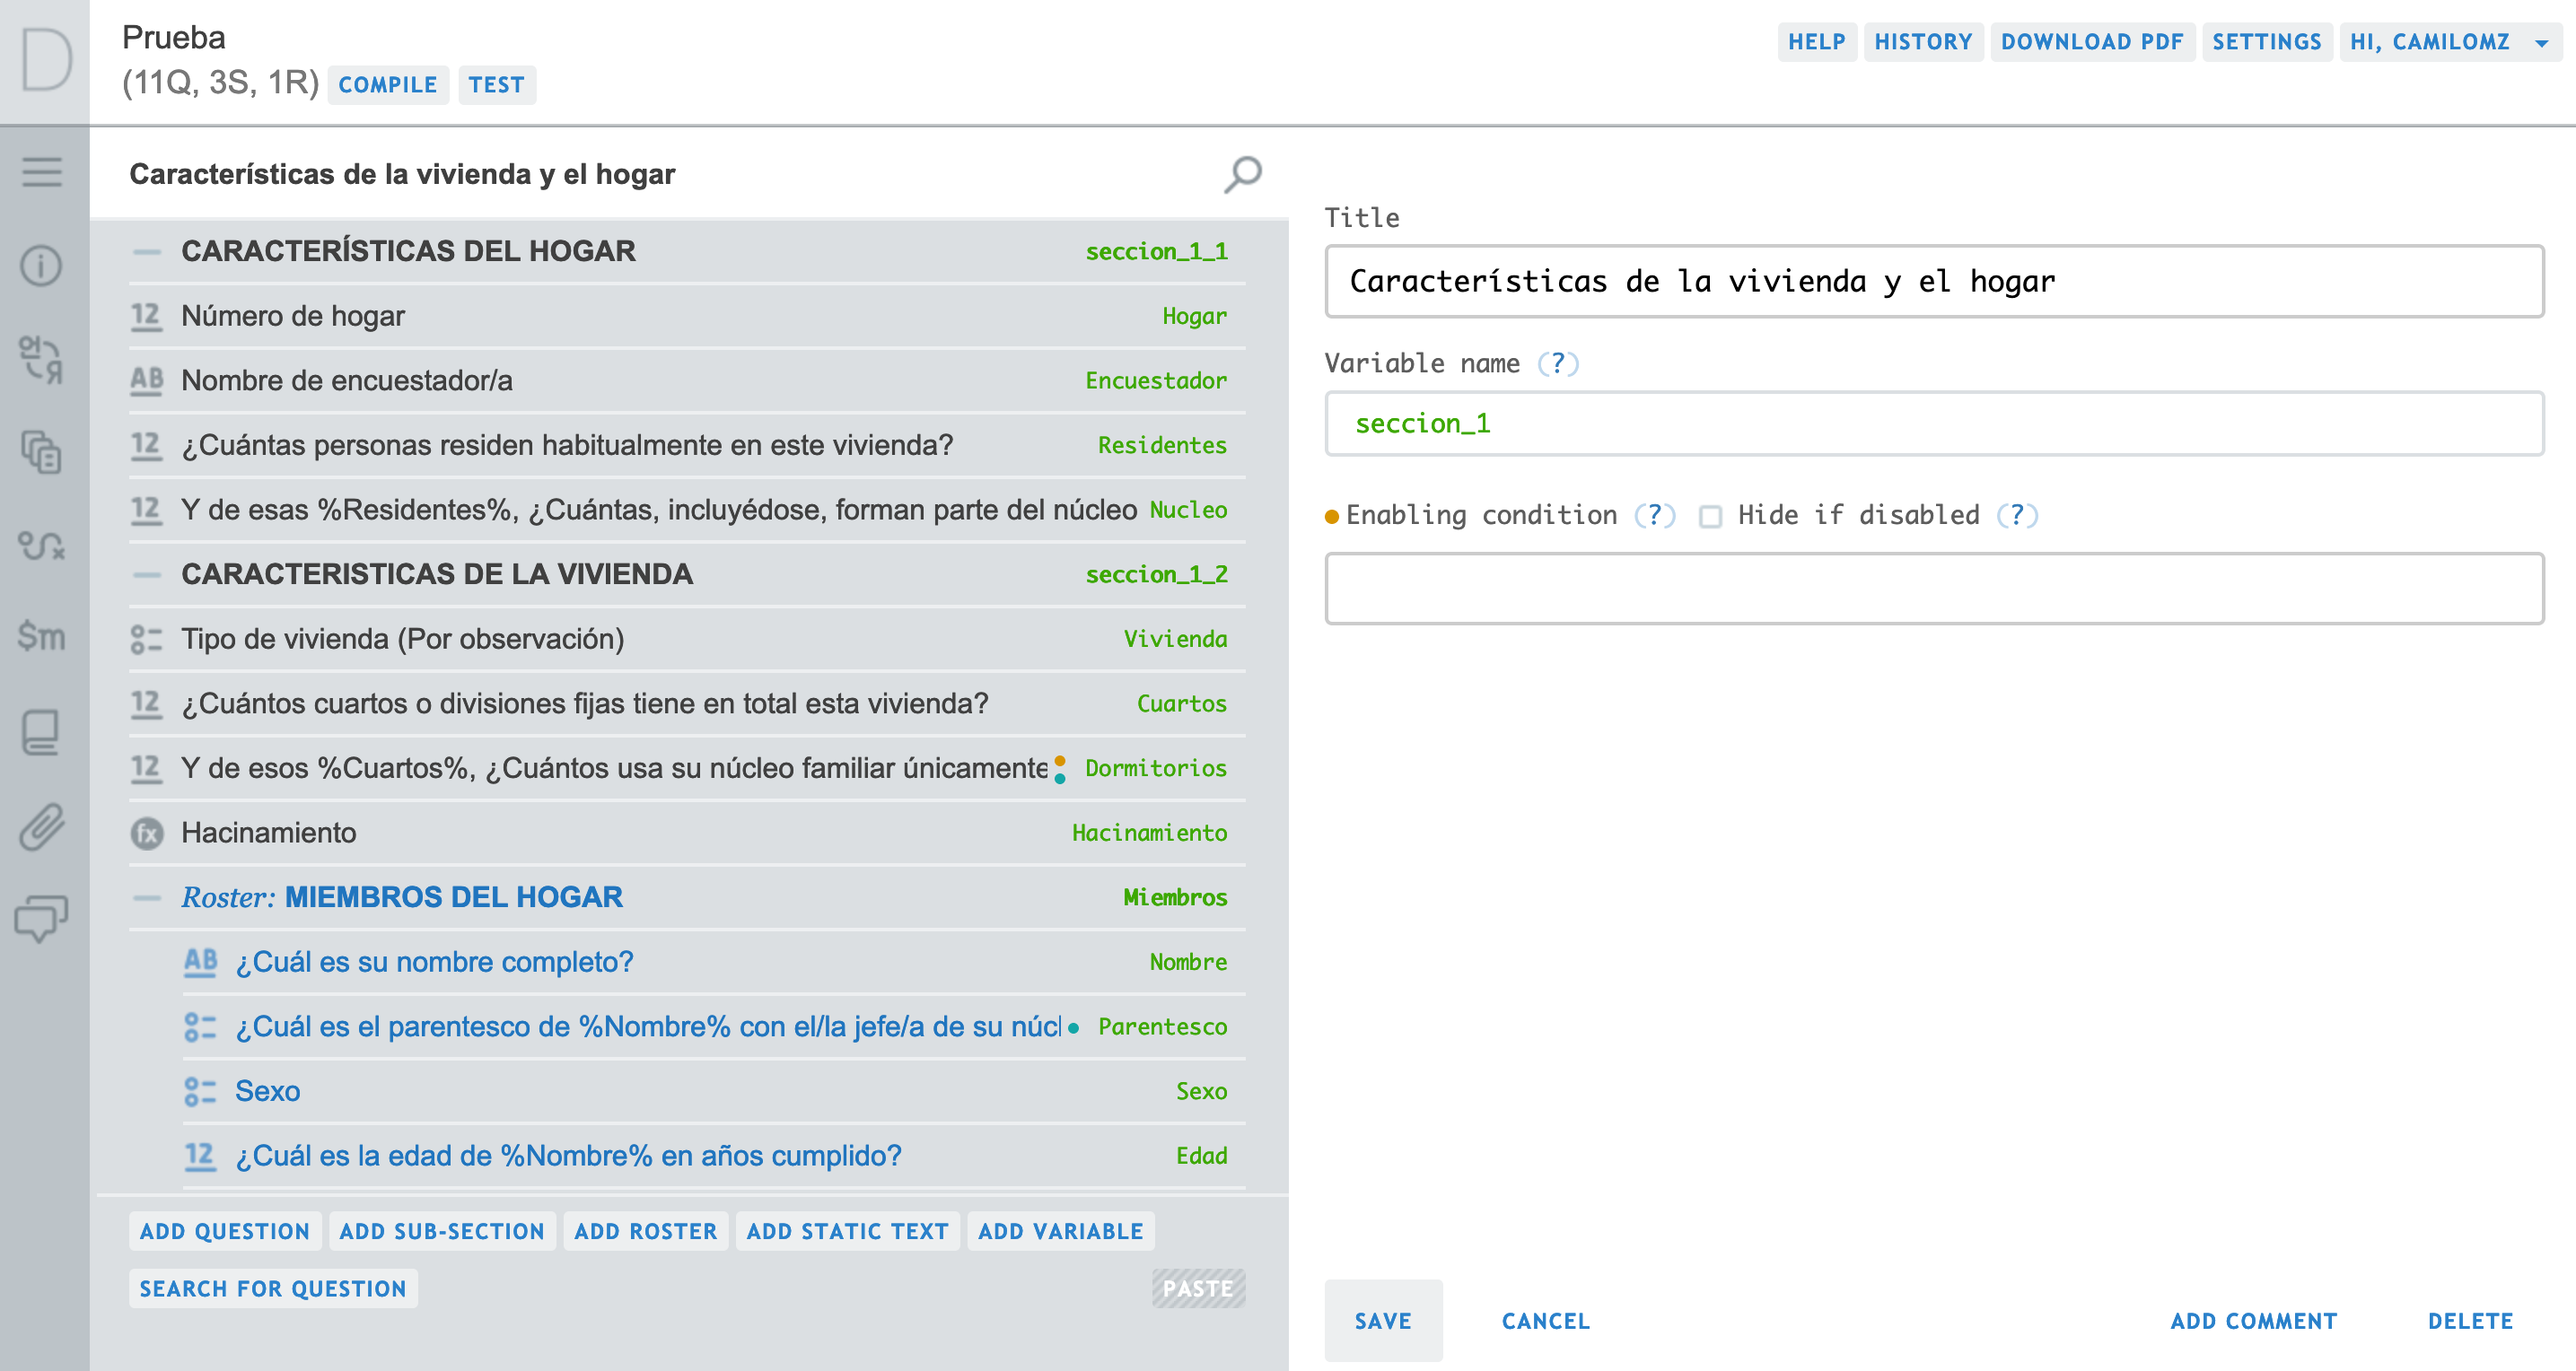 D
Prueba
(11Q, 3S, 1R) COMPILE TEST
HELP HISTORY DOWNLOAD PDF SETTINGS HI, CAMILOMZ
Características de la vivienda y el hogar
CARACTERÍSTICAS DEL HOGAR seccion_1_1
12 Número de hogar Hogar
AB Nombre de encuestador/a Encuestador
12 ¿Cuántas personas residen habitualmente en este vivienda? Residentes
12 Y de esas %Residentes%, ¿Cuántas, incluyédose, forman parte del núcleo Nucleo
CARACTERISTICAS DE LA VIVIENDA seccion_1_2
Tipo de vivienda (Por observación) Vivienda
12 ¿Cuántos cuartos o divisiones fijas tiene en total esta vivienda? Cuartos
12 Y de esos %Cuartos%, ¿Cuántos usa su núcleo familiar únicamente Dormitorios
fx Hacinamiento Hacinamiento
Roster: MIEMBROS DEL HOGAR Miembros
AB ¿Cuál es su nombre completo? Nombre
¿Cuál es el parentesco de %Nombre% con el/la jefe/a de su núcl Parentesco
Sexo Sexo
12 ¿Cuál es la edad de %Nombre% en años cumplido? Edad
ADD QUESTION ADD SUB-SECTION ADD ROSTER ADD STATIC TEXT ADD VARIABLE
SEARCH FOR QUESTION PASTE
$m
Title
Características de la vivienda y el hogar
Variable name (?)
seccion_1
Enabling condition (?) Hide if disabled (?)
SAVE CANCEL ADD COMMENT DELETE